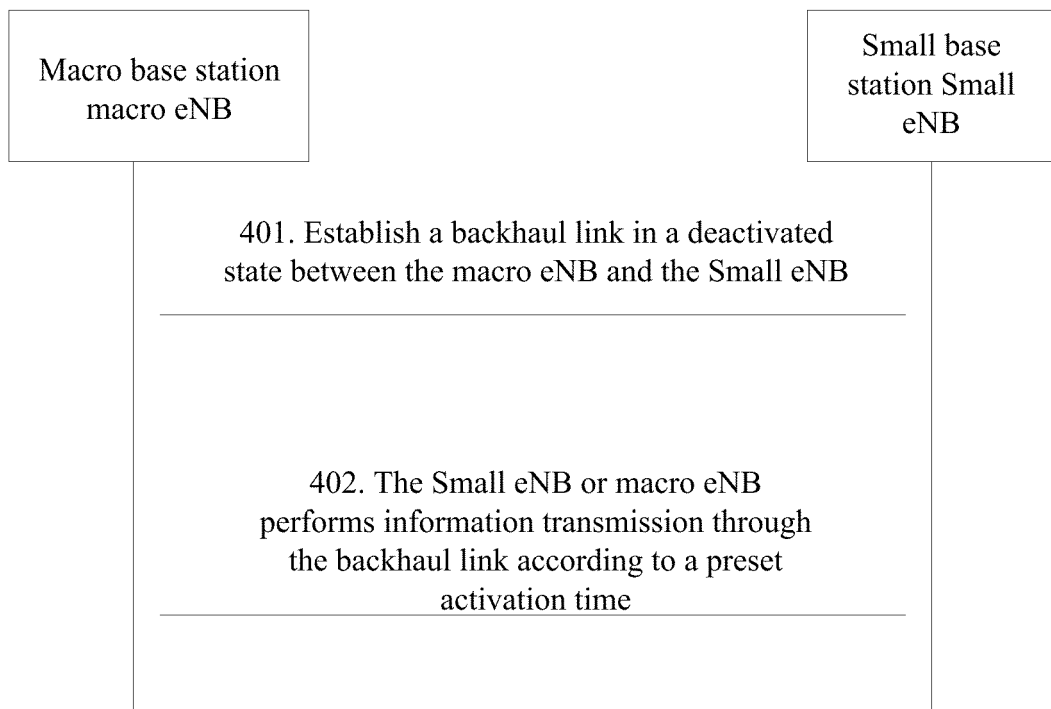 Macro base station
macro eNB
Small base
station Small
eNB
401. Establish a backhaul link in a deactivated
state between the macro eNB and the Small eNB
402. The Small eNB or macro eNB
performs information transmission through
the backhaul link according to a preset
activation time